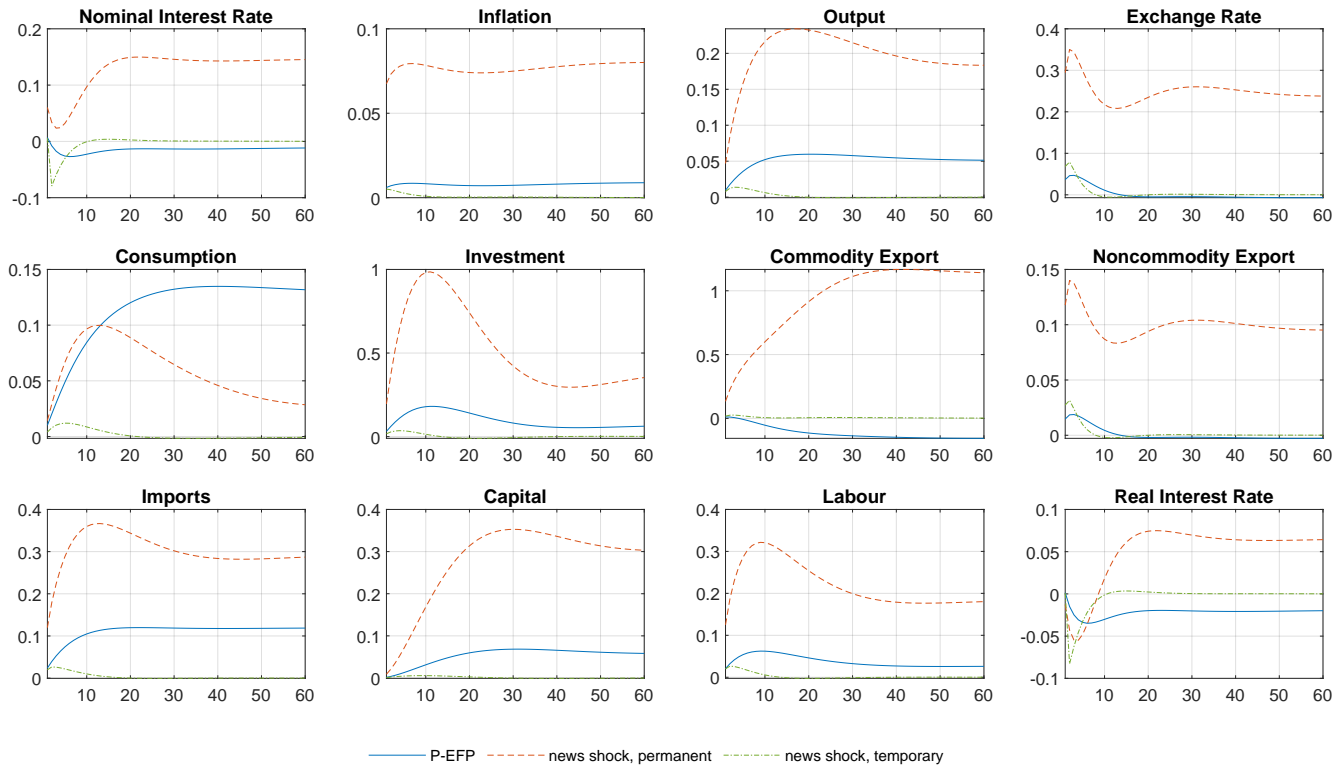 Nominal Interest Rate
0.2
0.1
0
-0.1
10 20 30 40 50 60
Inflation
0.1
0.05
0
10 20 30 40 50 60
Output
0.2
0.15
0.1
0.05
0
10 20 30 40 50 60
Exchange Rate
0.4
0.3
0.2
0.1
0
10 20 30 40 50 60
Consumption
0.15
0.1
0.05
0
10 20 30 40 50 60
Investment
1
0.5
0
10 20 30 40 50 60
Commodity Export
1
0.5
0
10 20 30 40 50 60
Noncommodity Export
0.15
0.1
0.05
0
10 20 30 40 50 60
Imports
0.4
0.3
0.2
0.1
0
10 20 30 40 50 60
Capital
0.4
0.3
0.2
0.1
0
10 20 30 40 50 60
Labour
0.4
0.3
0.2
0.1
0
10 20 30 40 50 60
Real Interest Rate
0.1
0.05
0
-0.05
-0.1
10 20 30 40 50 60
P-EFP news shock, permanent news shock, temporary